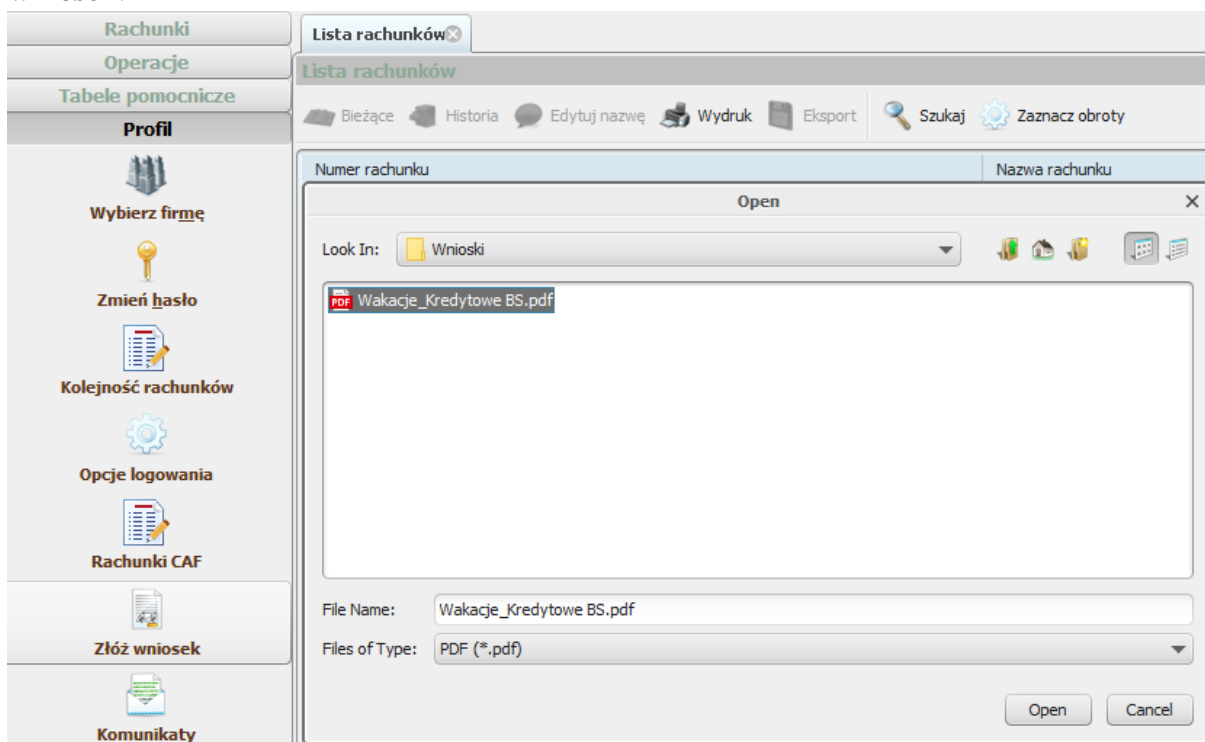 Rachunki
Operacje
Tabele pomocnicze
Profil
Wybierz firmę
Zmień hasło
Kolejność rachunków
Opcje logowania
Rachunki CAF
Złóż wniosek
Komunikaty
Lista rachunków
Lista rachunków
Bieżące Historia Edytuj nazwę Wydruk Eksport Szukaj Zaznacz obroty
Numer rachunku Nazwa rachunku
Open
Look In: Wnioski
PDF Wakacje_Kredytowe BS.pdf
File Name: Wakacje_Kredytowe BS.pdf
Files of Type: PDF (*.pdf)
Open Cancel